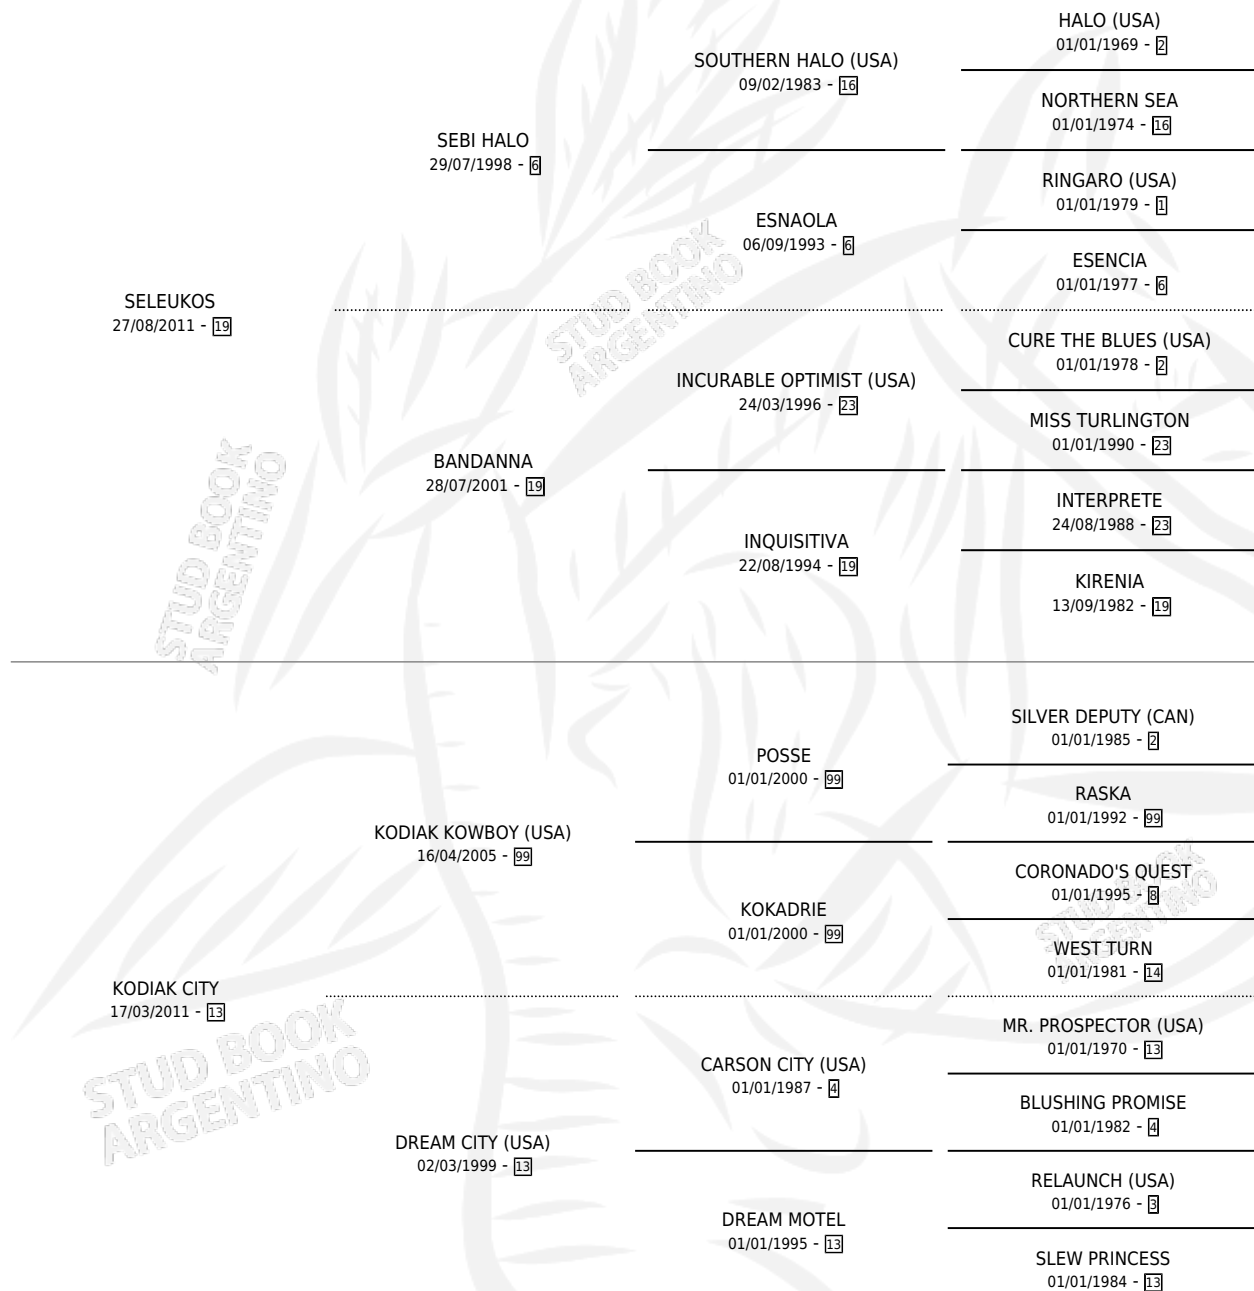 HALO (USA)
01/01/1969 - 2
SOUTHERN HALO (USA)
09/02/1983 - 16
NORTHERN SEA
01/01/1974 - 16
SEBI HALO
29/07/1998 - 6
RINGARO (USA)
01/01/1979 - 1
ESNAOLA
06/09/1993 - 6
ESENCIA
01/01/1977 - 6
SELEUKOS
27/08/2011 - 19
CURE THE BLUES (USA)
01/01/1978 - 2
INCURABLE OPTIMIST (USA)
24/03/1996 - 23
MISS TURLINGTON
01/01/1990 - 23
BANDANNA
28/07/2001 - 19
INTERPRETE
24/08/1988 - 23
INQUISITIVA
22/08/1994 - 19
KIRENIA
13/09/1982 - 19
SILVER DEPUTY (CAN)
01/01/1985 - 2
POSSE
01/01/2000 - 99
RASKA
01/01/1992 - 99
KODIAK KOWBOY (USA)
16/04/2005 - 99
CORONADO'S QUEST
01/01/1995 - 8
KOKADRIE
01/01/2000 - 99
WEST TURN
01/01/1981 - 14
KODIAK CITY
17/03/2011 - 13
MR. PROSPECTOR (USA)
01/01/1970 - 13
CARSON CITY (USA)
01/01/1987 - 4
BLUSHING PROMISE
01/01/1982 - 4
DREAM CITY (USA)
02/03/1999 - 13
RELAUNCH (USA)
01/01/1976 - 3
DREAM MOTEL
01/01/1995 - 13
SLEW PRINCESS
01/01/1984 - 13
STUD BOOK
ARGENTINO
STUD BOOK
ARGENTINO
STUD BOOK
ARGENTINO
STUD BOOK
ARGENTINO